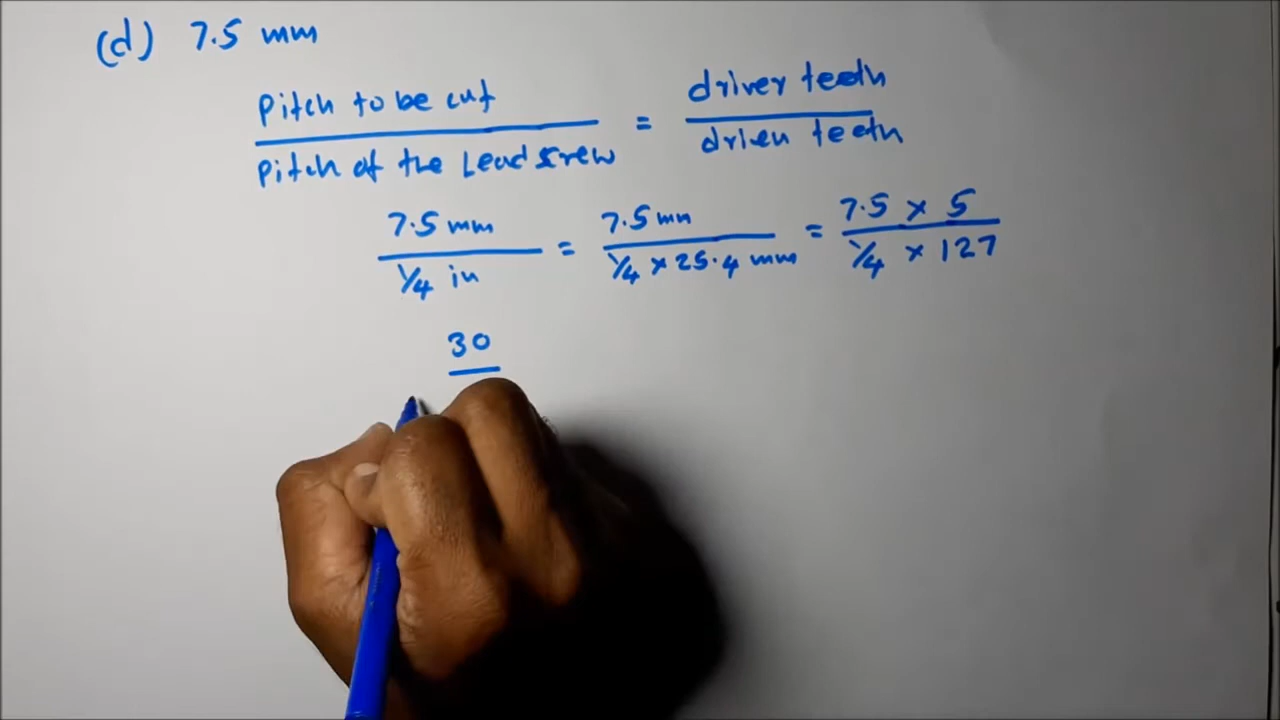 (d) 7.5 mm
Pitch to be cut / Pitch of the Lead Screw = driver teeth / driven teeth
7.5 mm / 1/4 in = 7.5 mm / 1/4 × 25.4 mm = 7.5 × 5 / 1/4 × 127
30